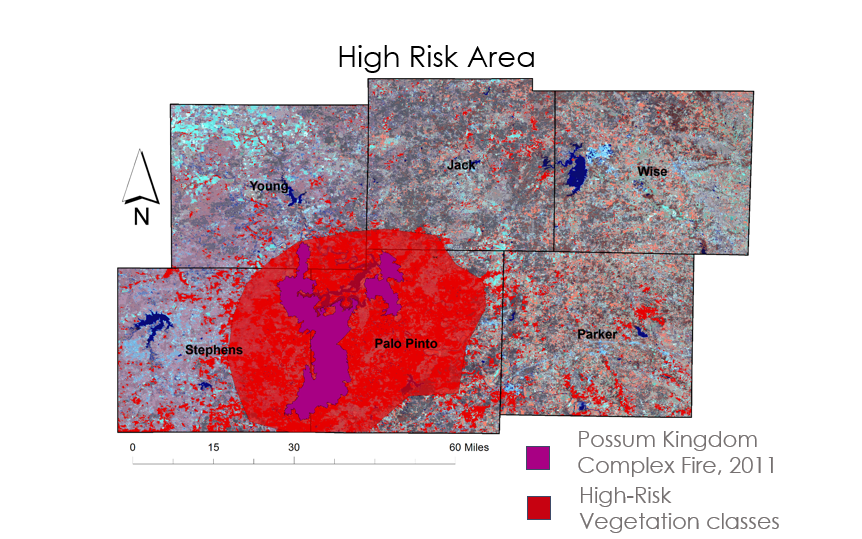 High Risk Area
Jack
Wise
Young
N
Parker
Palo Pinto
Stephens
0 15 30 60 Miles
Possum Kingdom
Complex Fire, 2011
High-Risk
Vegetation classes